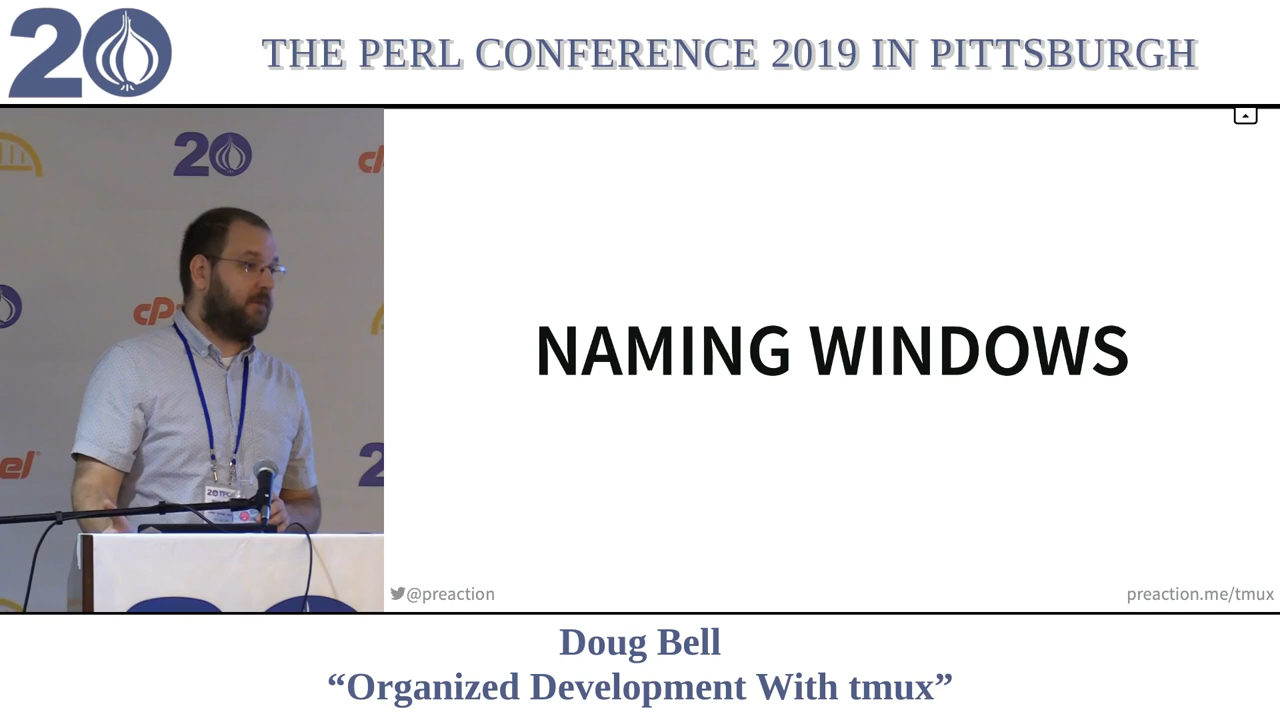 20
THE PERL CONFERENCE 2019 IN PITTSBURGH
20
NAMING WINDOWS
@preaction
preaction.me/tmux
Doug Bell
“Organized Development With tmux”